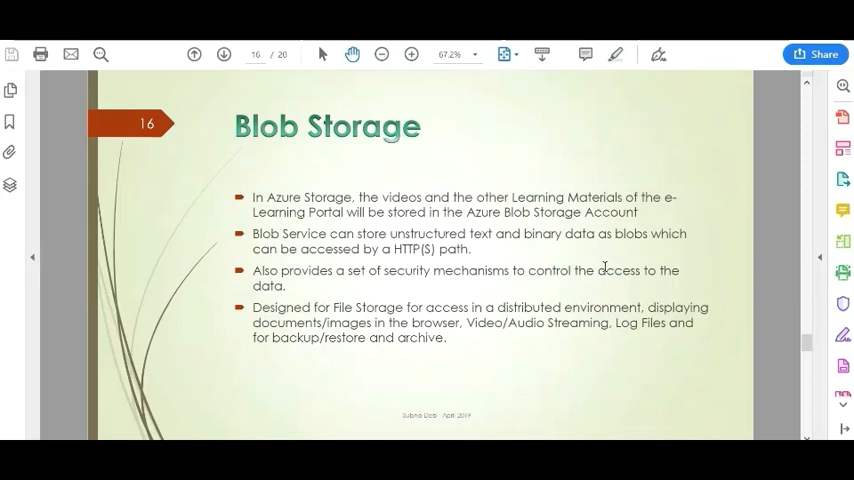 16 / 20
67.2%
Share
16
Blob Storage
In Azure Storage, the videos and the other Learning Materials of the e-
Learning Portal will be stored in the Azure Blob Storage Account
Blob Service can store unstructured text and binary data as blobs which
can be accessed by a HTTP(S) path.
Also provides a set of security mechanisms to control the access to the
data.
Designed for File Storage for access in a distributed environment, displaying
documents/images in the browser, Video/Audio Streaming, Log Files and
for backup/restore and archive.
April 2019